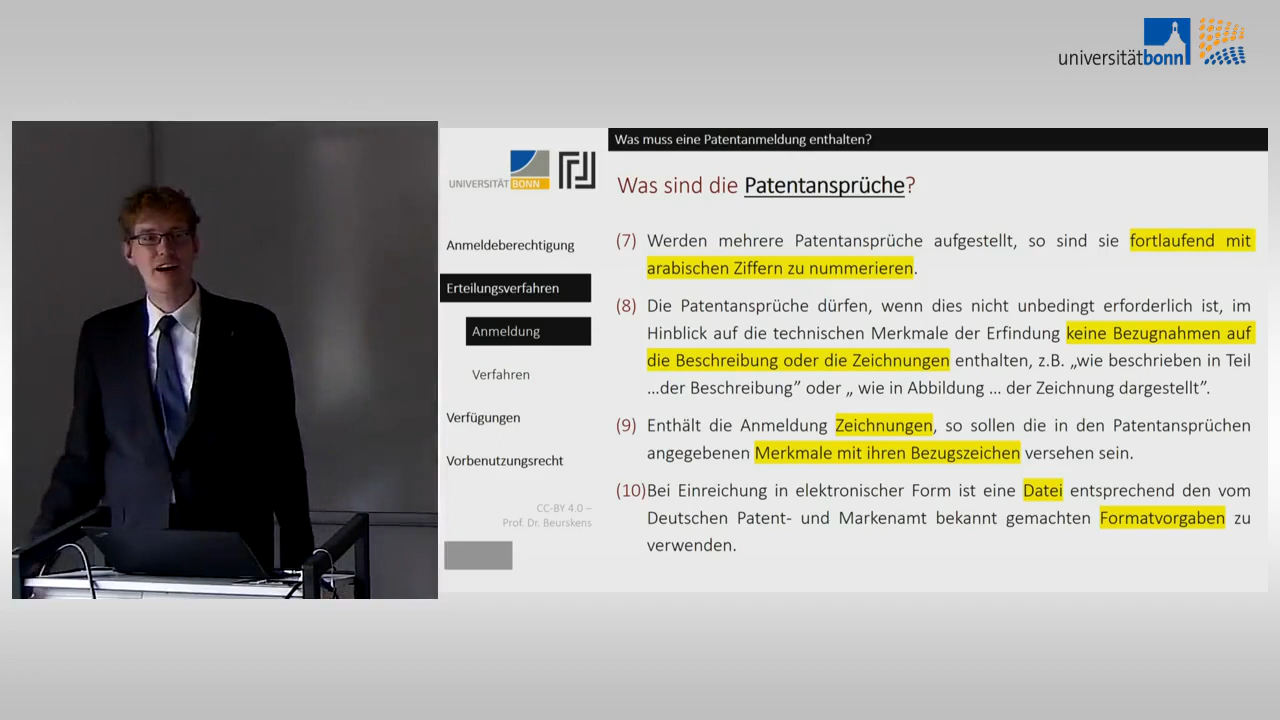 universitätbonn
Was muss eine Patentanmeldung enthalten?
UNIVERSITÄT BONN
Anmeldeberechtigung
Erteilungsverfahren
Anmeldung
Verfahren
Verfügungen
Vorbenutzungsrecht
CC-BY 4.0 –
Prof. Dr. Beurskens
Was sind die Patentansprüche?
(7) Werden mehrere Patentansprüche aufgestellt, so sind sie fortlaufend mit
arabischen Ziffern zu nummerieren.
(8) Die Patentansprüche dürfen, wenn dies nicht unbedingt erforderlich ist, im
Hinblick auf die technischen Merkmale der Erfindung keine Bezugnahmen auf
die Beschreibung oder die Zeichnungen enthalten, z.B. „wie beschrieben in Teil
...der Beschreibung” oder „ wie in Abbildung ... der Zeichnung dargestellt”.
(9) Enthält die Anmeldung Zeichnungen, so sollen die in den Patentansprüchen
angegebenen Merkmale mit ihren Bezugszeichen versehen sein.
(10)Bei Einreichung in elektronischer Form ist eine Datei entsprechend den vom
Deutschen Patent- und Markenamt bekannt gemachten Formatvorgaben zu
verwenden.